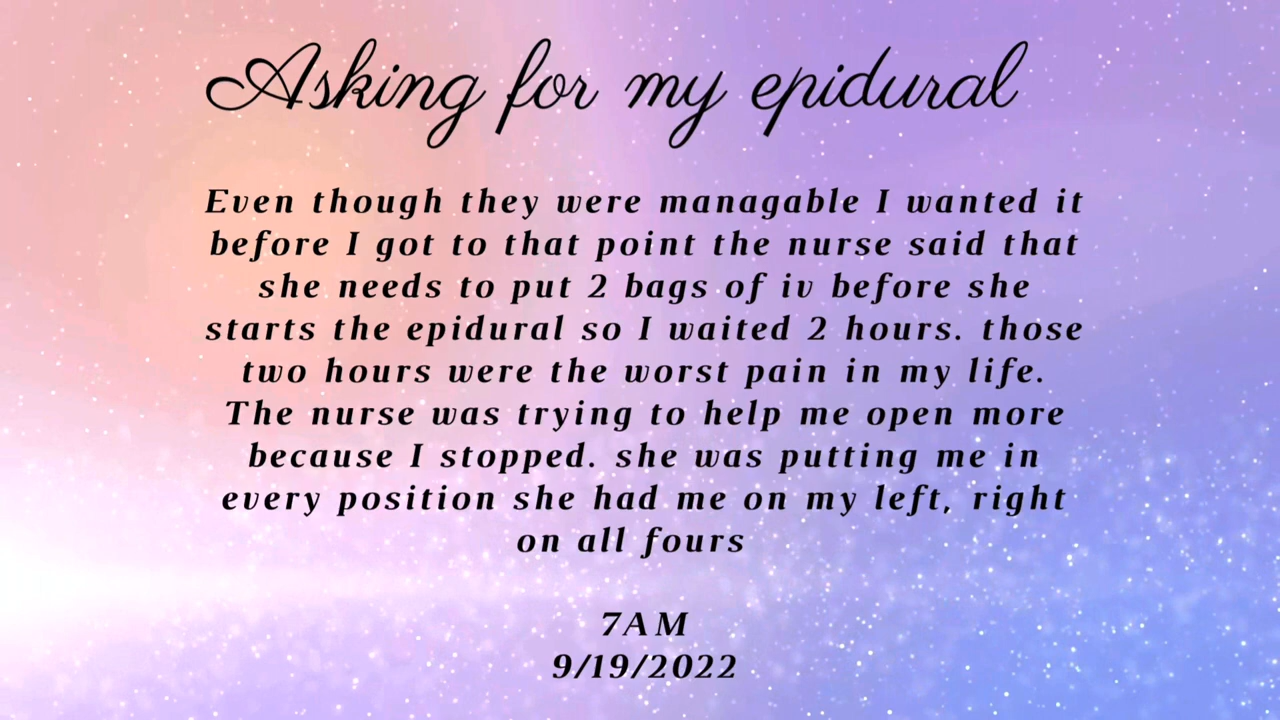 Asking for my epidural
Even though they were managable I wanted it
before I got to that point the nurse said that
she needs to put 2 bags of iv before she
starts the epidural so I waited 2 hours. those
two hours were the worst pain in my life.
The nurse was trying to help me open more
because I stopped. she was putting me in
every position she had me on my left, right
on all fours
7AM
9/19/2022